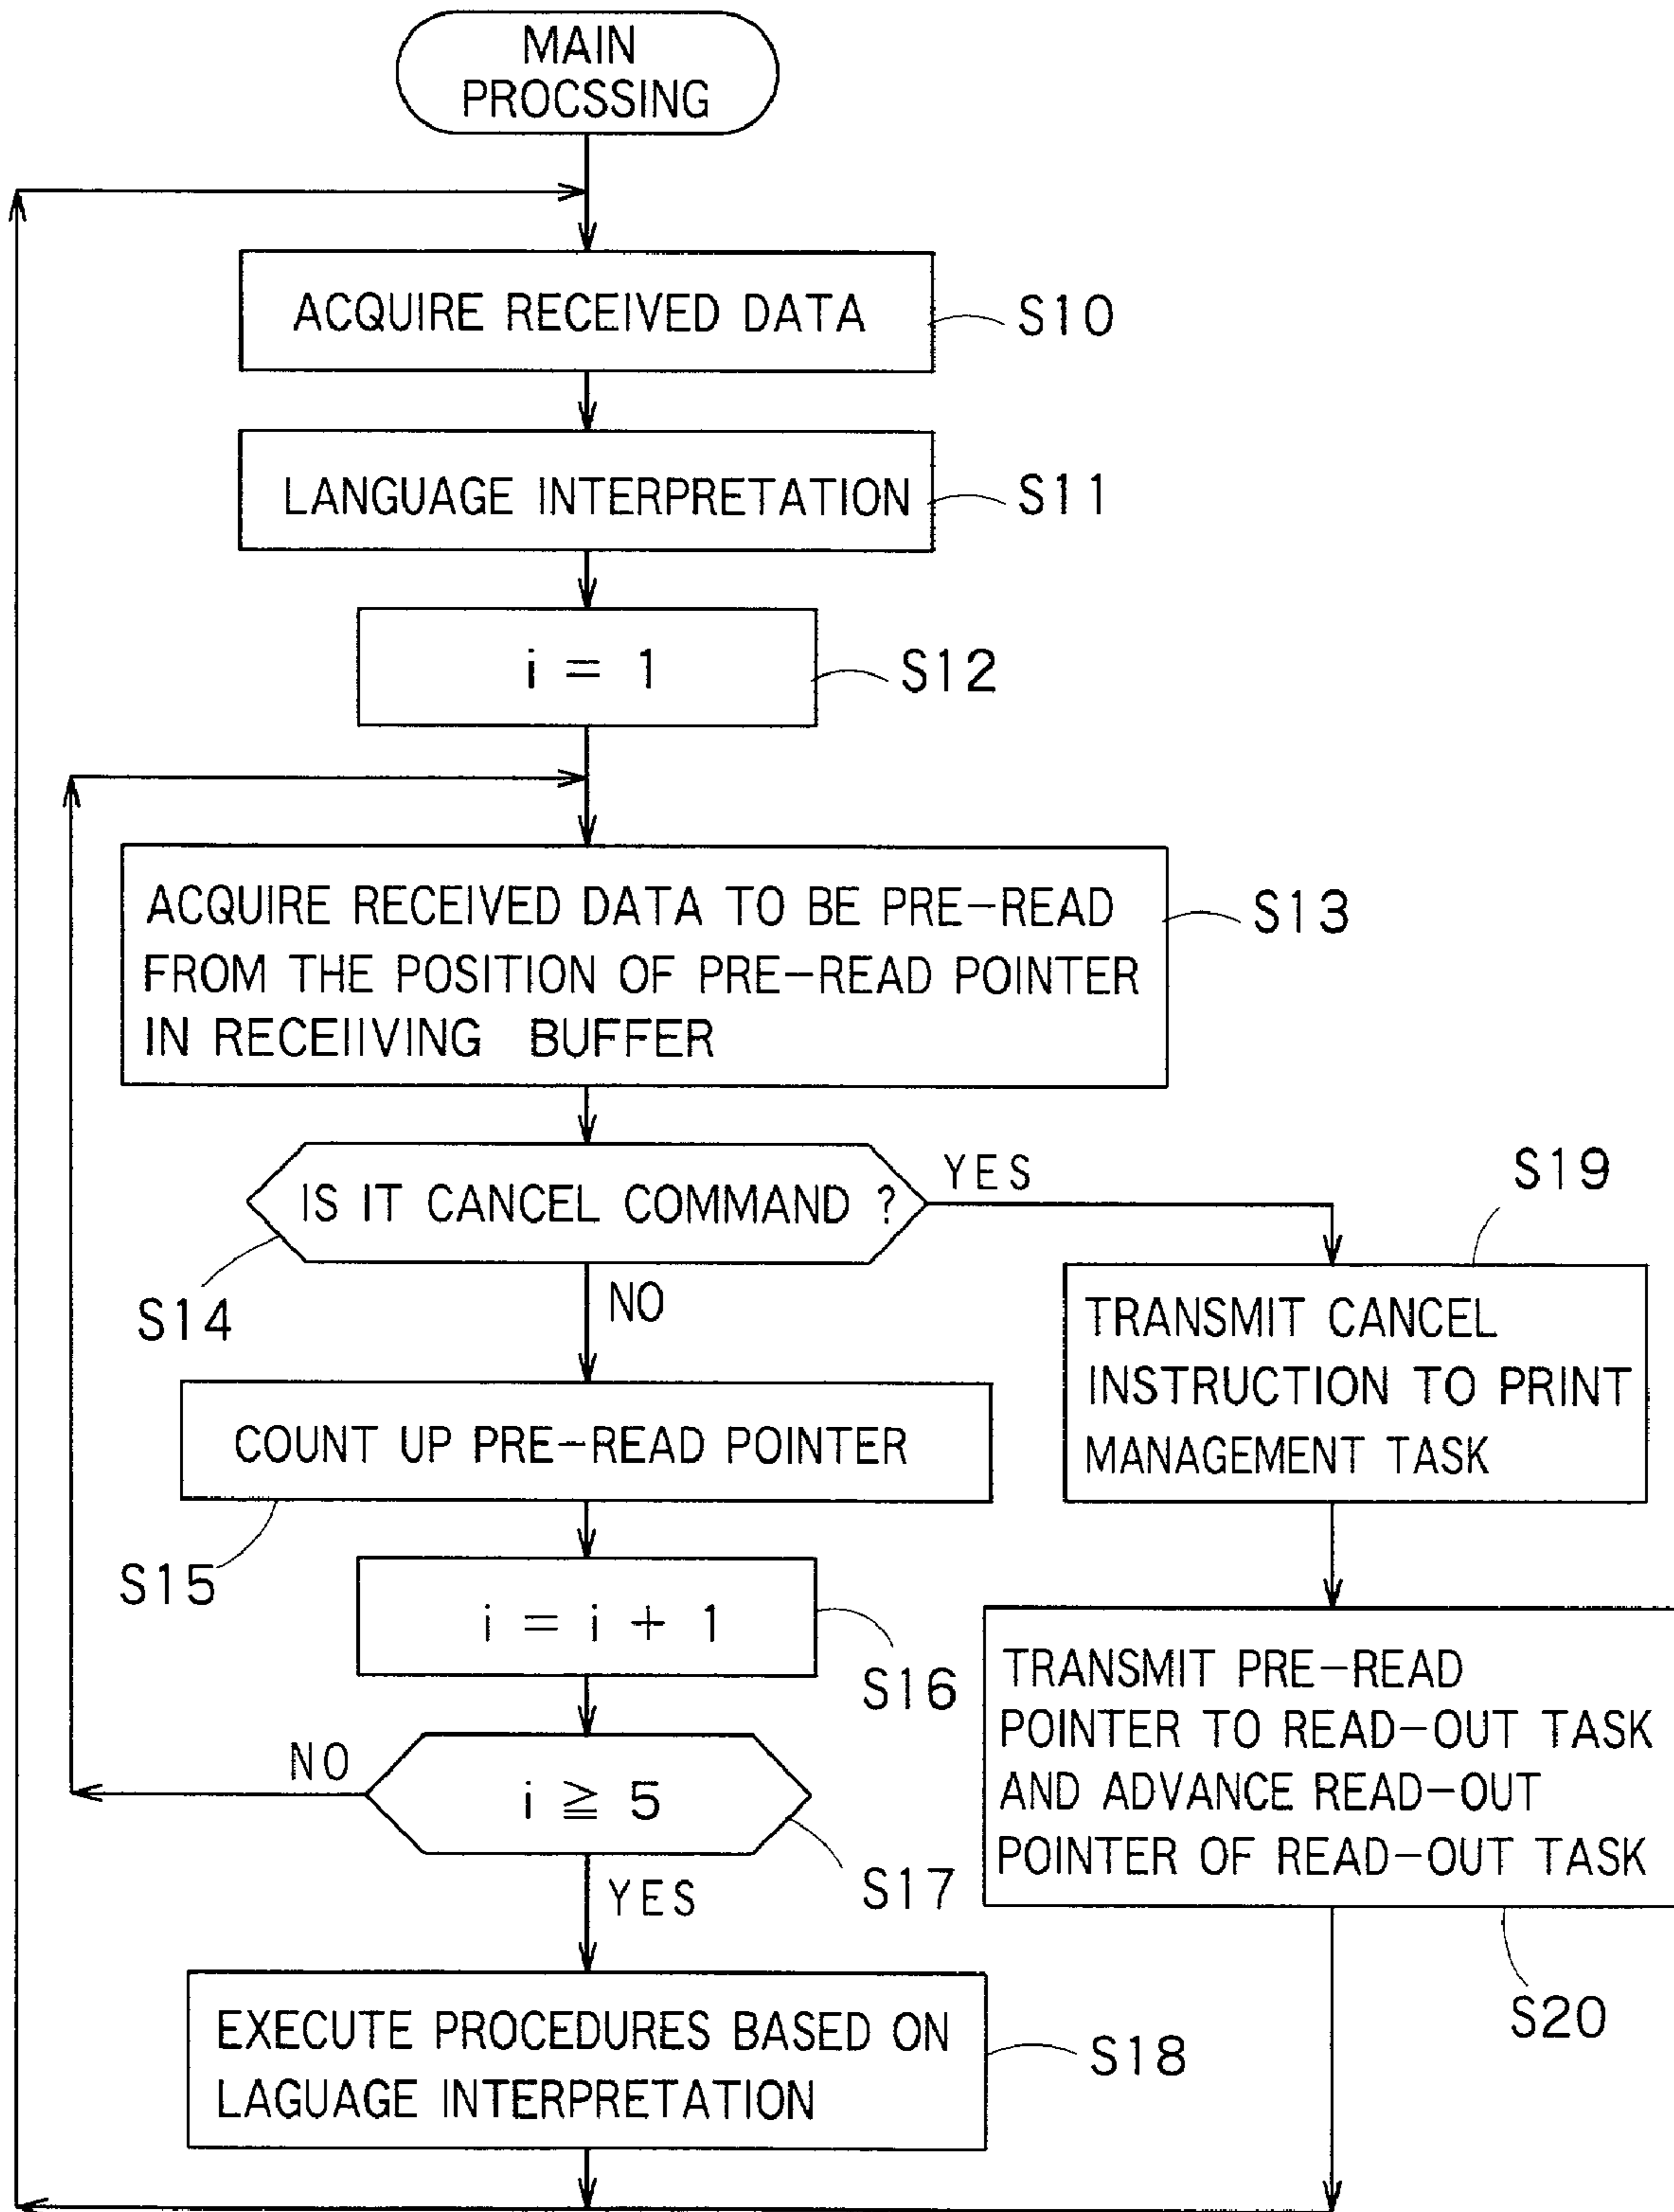 MAIN
PROCSSING
ACQUIRE RECEIVED DATA
S10
LANGUAGE INTERPRETATION
S11
i = 1
S12
ACQUIRE RECEIVED DATA TO BE PRE-READ
FROM THE POSITION OF PRE-READ POINTER
IN RECEIIVING BUFFER
S13
IS IT CANCEL COMMAND ?
YES
S14
NO
S19
TRANSMIT CANCEL
INSTRUCTION TO PRINT
MANAGEMENT TASK
COUNT UP PRE-READ POINTER
S15
i = i + 1
S16
TRANSMIT PRE-READ
POINTER TO READ-OUT TASK
AND ADVANCE READ-OUT
POINTER OF READ-OUT TASK
S20
NO
i ≧ 5
S17
YES
EXECUTE PROCEDURES BASED ON
LAGUAGE INTERPRETATION
S18